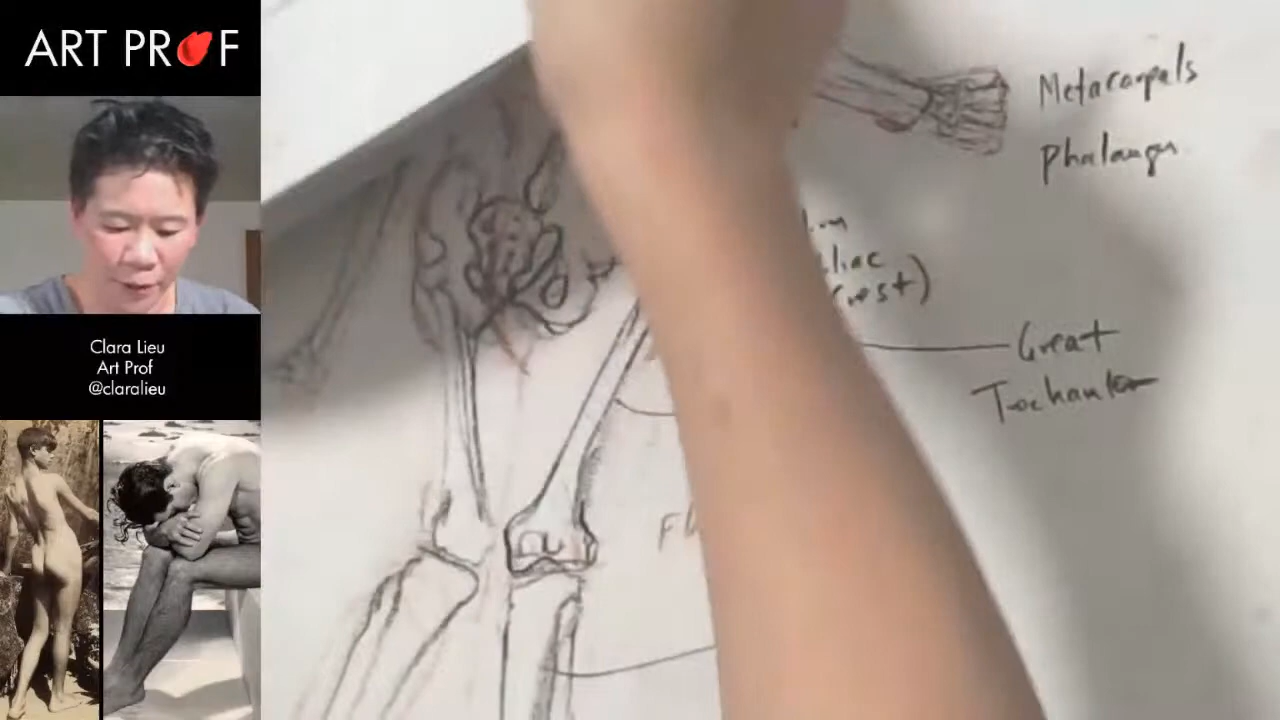 ART PROF
Clara Lieu
Art Prof
@claralieu
Metacarpals
phalanges
Great
Trochanter